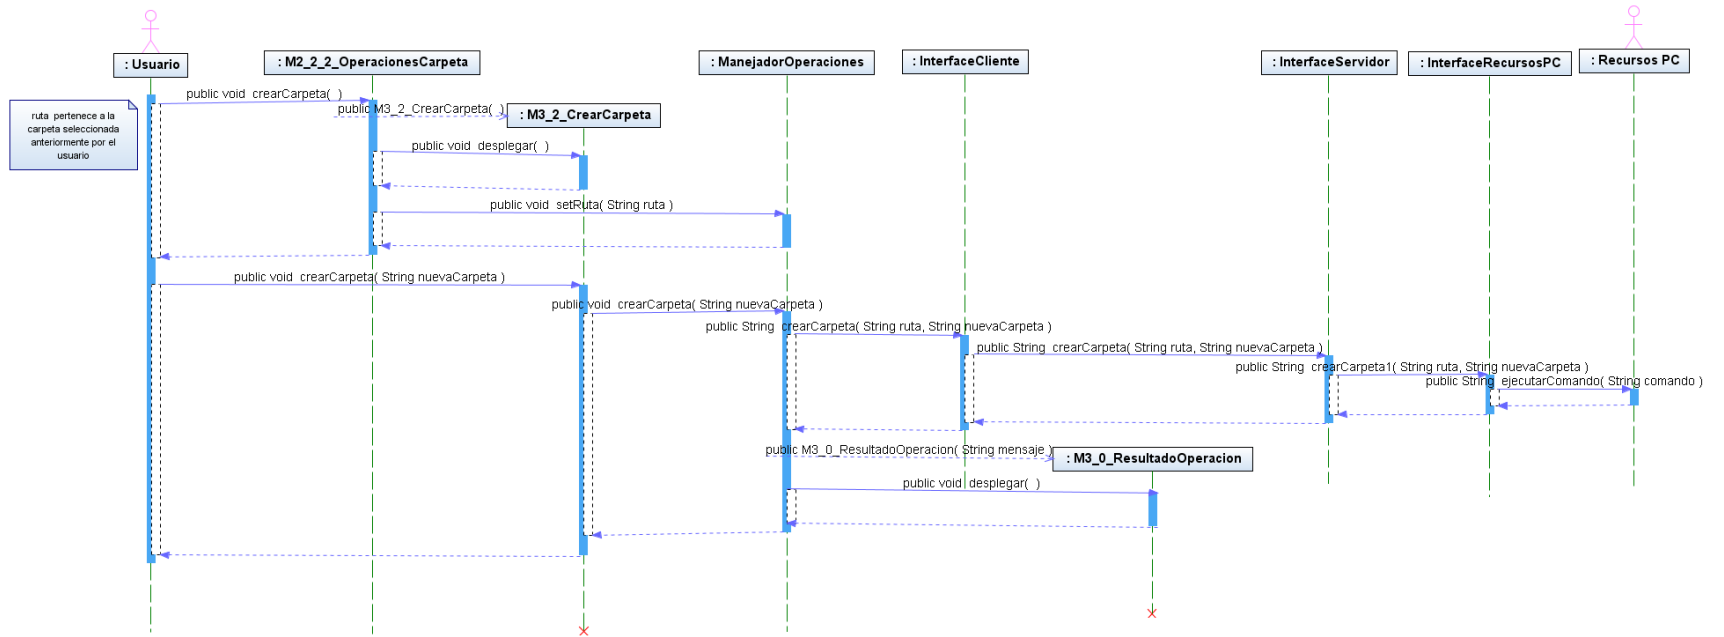 : Usuario
: M2_2_2_OperacionesCarpeta
: ManejadorOperaciones
: InterfaceCliente
: InterfaceServidor
: InterfaceRecursosPC
: Recursos PC
ruta pertenece a la
carpeta seleccionada
anteriormente por el
usuario
public void crearCarpeta( )
public M3_2_CrearCarpeta( )
: M3_2_CrearCarpeta
public void desplegar( )
public void setRuta( String ruta )
public void crearCarpeta( String nuevaCarpeta )
public void crearCarpeta( String nuevaCarpeta )
public String crearCarpeta( String ruta, String nuevaCarpeta )
public String crearCarpeta( String ruta, String nuevaCarpeta )
public String crearCarpeta1( String ruta, String nuevaCarpeta )
public String ejecutarComando( String comando )
public M3_0_ResultadoOperacion( String mensaje )
: M3_0_ResultadoOperacion
public void desplegar( )